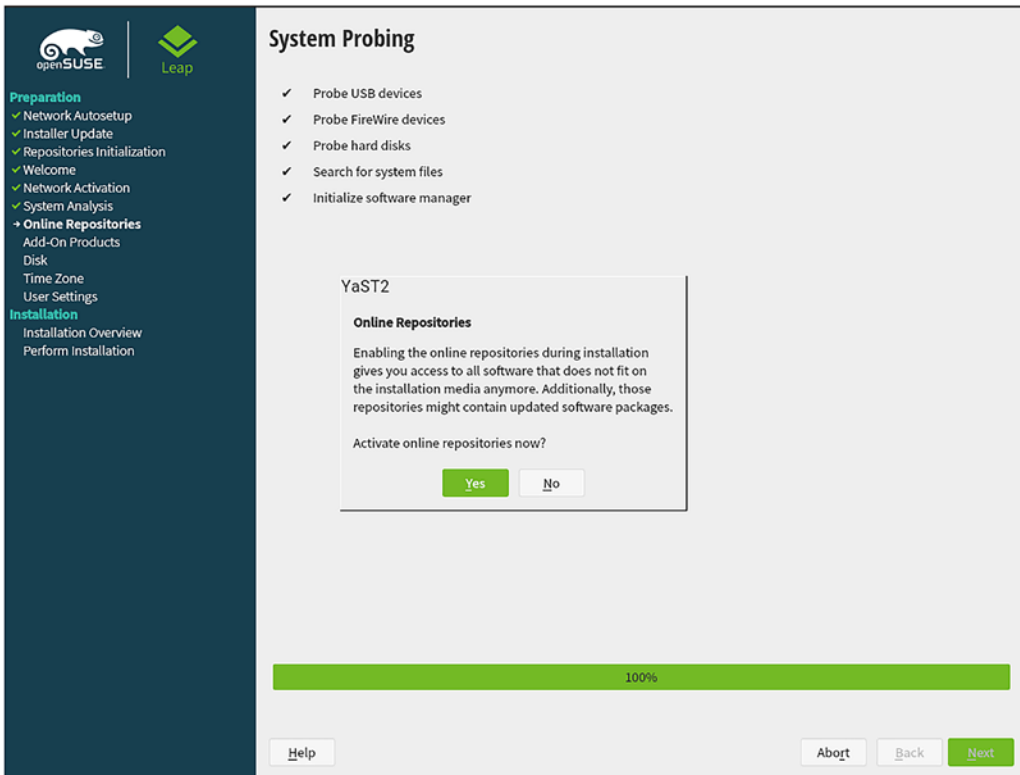 openSUSE
Leap
Preparation
Network Autosetup
Installer Update
Repositories Initialization
Welcome
Network Activation
System Analysis
Online Repositories
Add-On Products
Disk
Time Zone
User Settings
Installation
Installation Overview
Perform Installation
System Probing
Probe USB devices
Probe FireWire devices
Probe hard disks
Search for system files
Initialize software manager
YaST2
Online Repositories
Enabling the online repositories during installation
gives you access to all software that does not fit on
the installation media anymore. Additionally, those
repositories might contain updated software packages.
Activate online repositories now?
Yes No
100%
Help Abort Back Next